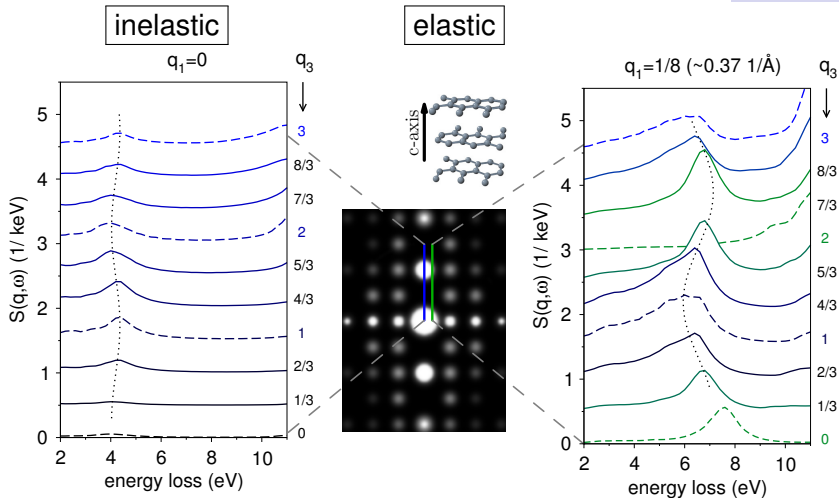 inelastic
elastic
q1=0
q3
q1=1/8 (~0.37 1/Å)
q3
S(q,ω) (1/ keV)
5
4
3
2
1
0
3
8/3
7/3
2
5/3
4/3
1
2/3
1/3
0
2 4 6 8 10
energy loss (eV)
c-axis
S(q,ω) (1/ keV)
5
4
3
2
1
0
3
8/3
7/3
2
5/3
4/3
1
2/3
1/3
0
2 4 6 8 10
energy loss (eV)